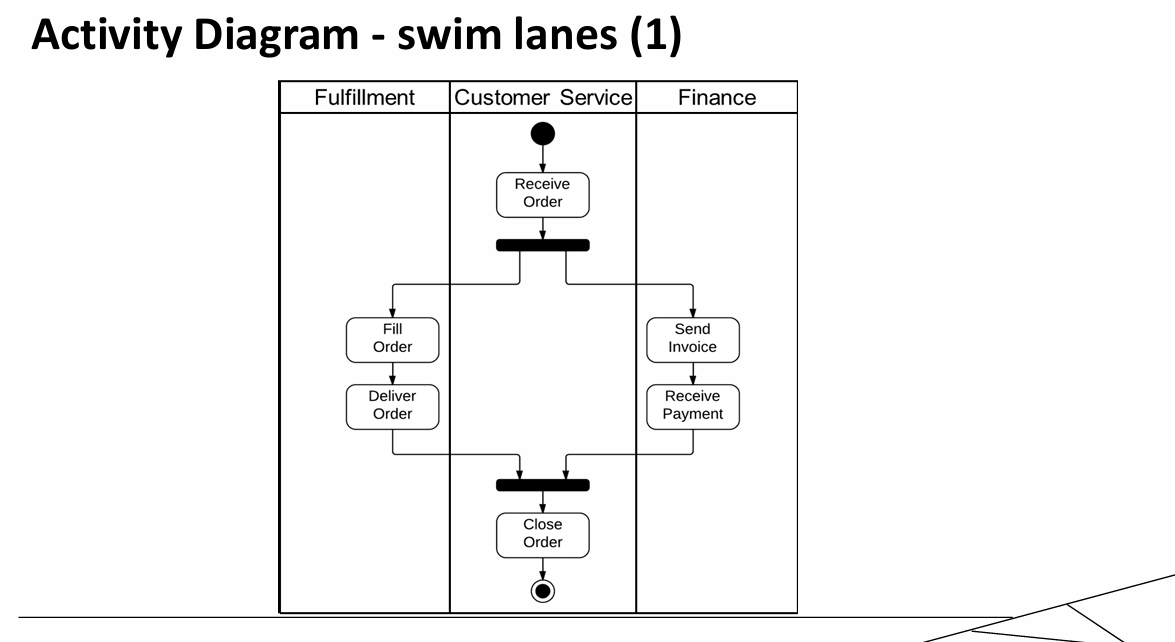 Activity Diagram - swim lanes (1)
Fulfillment
Customer Service
Finance
Receive
Order
Fill
Order
Send
Invoice
Deliver
Order
Receive
Payment
Close
Order